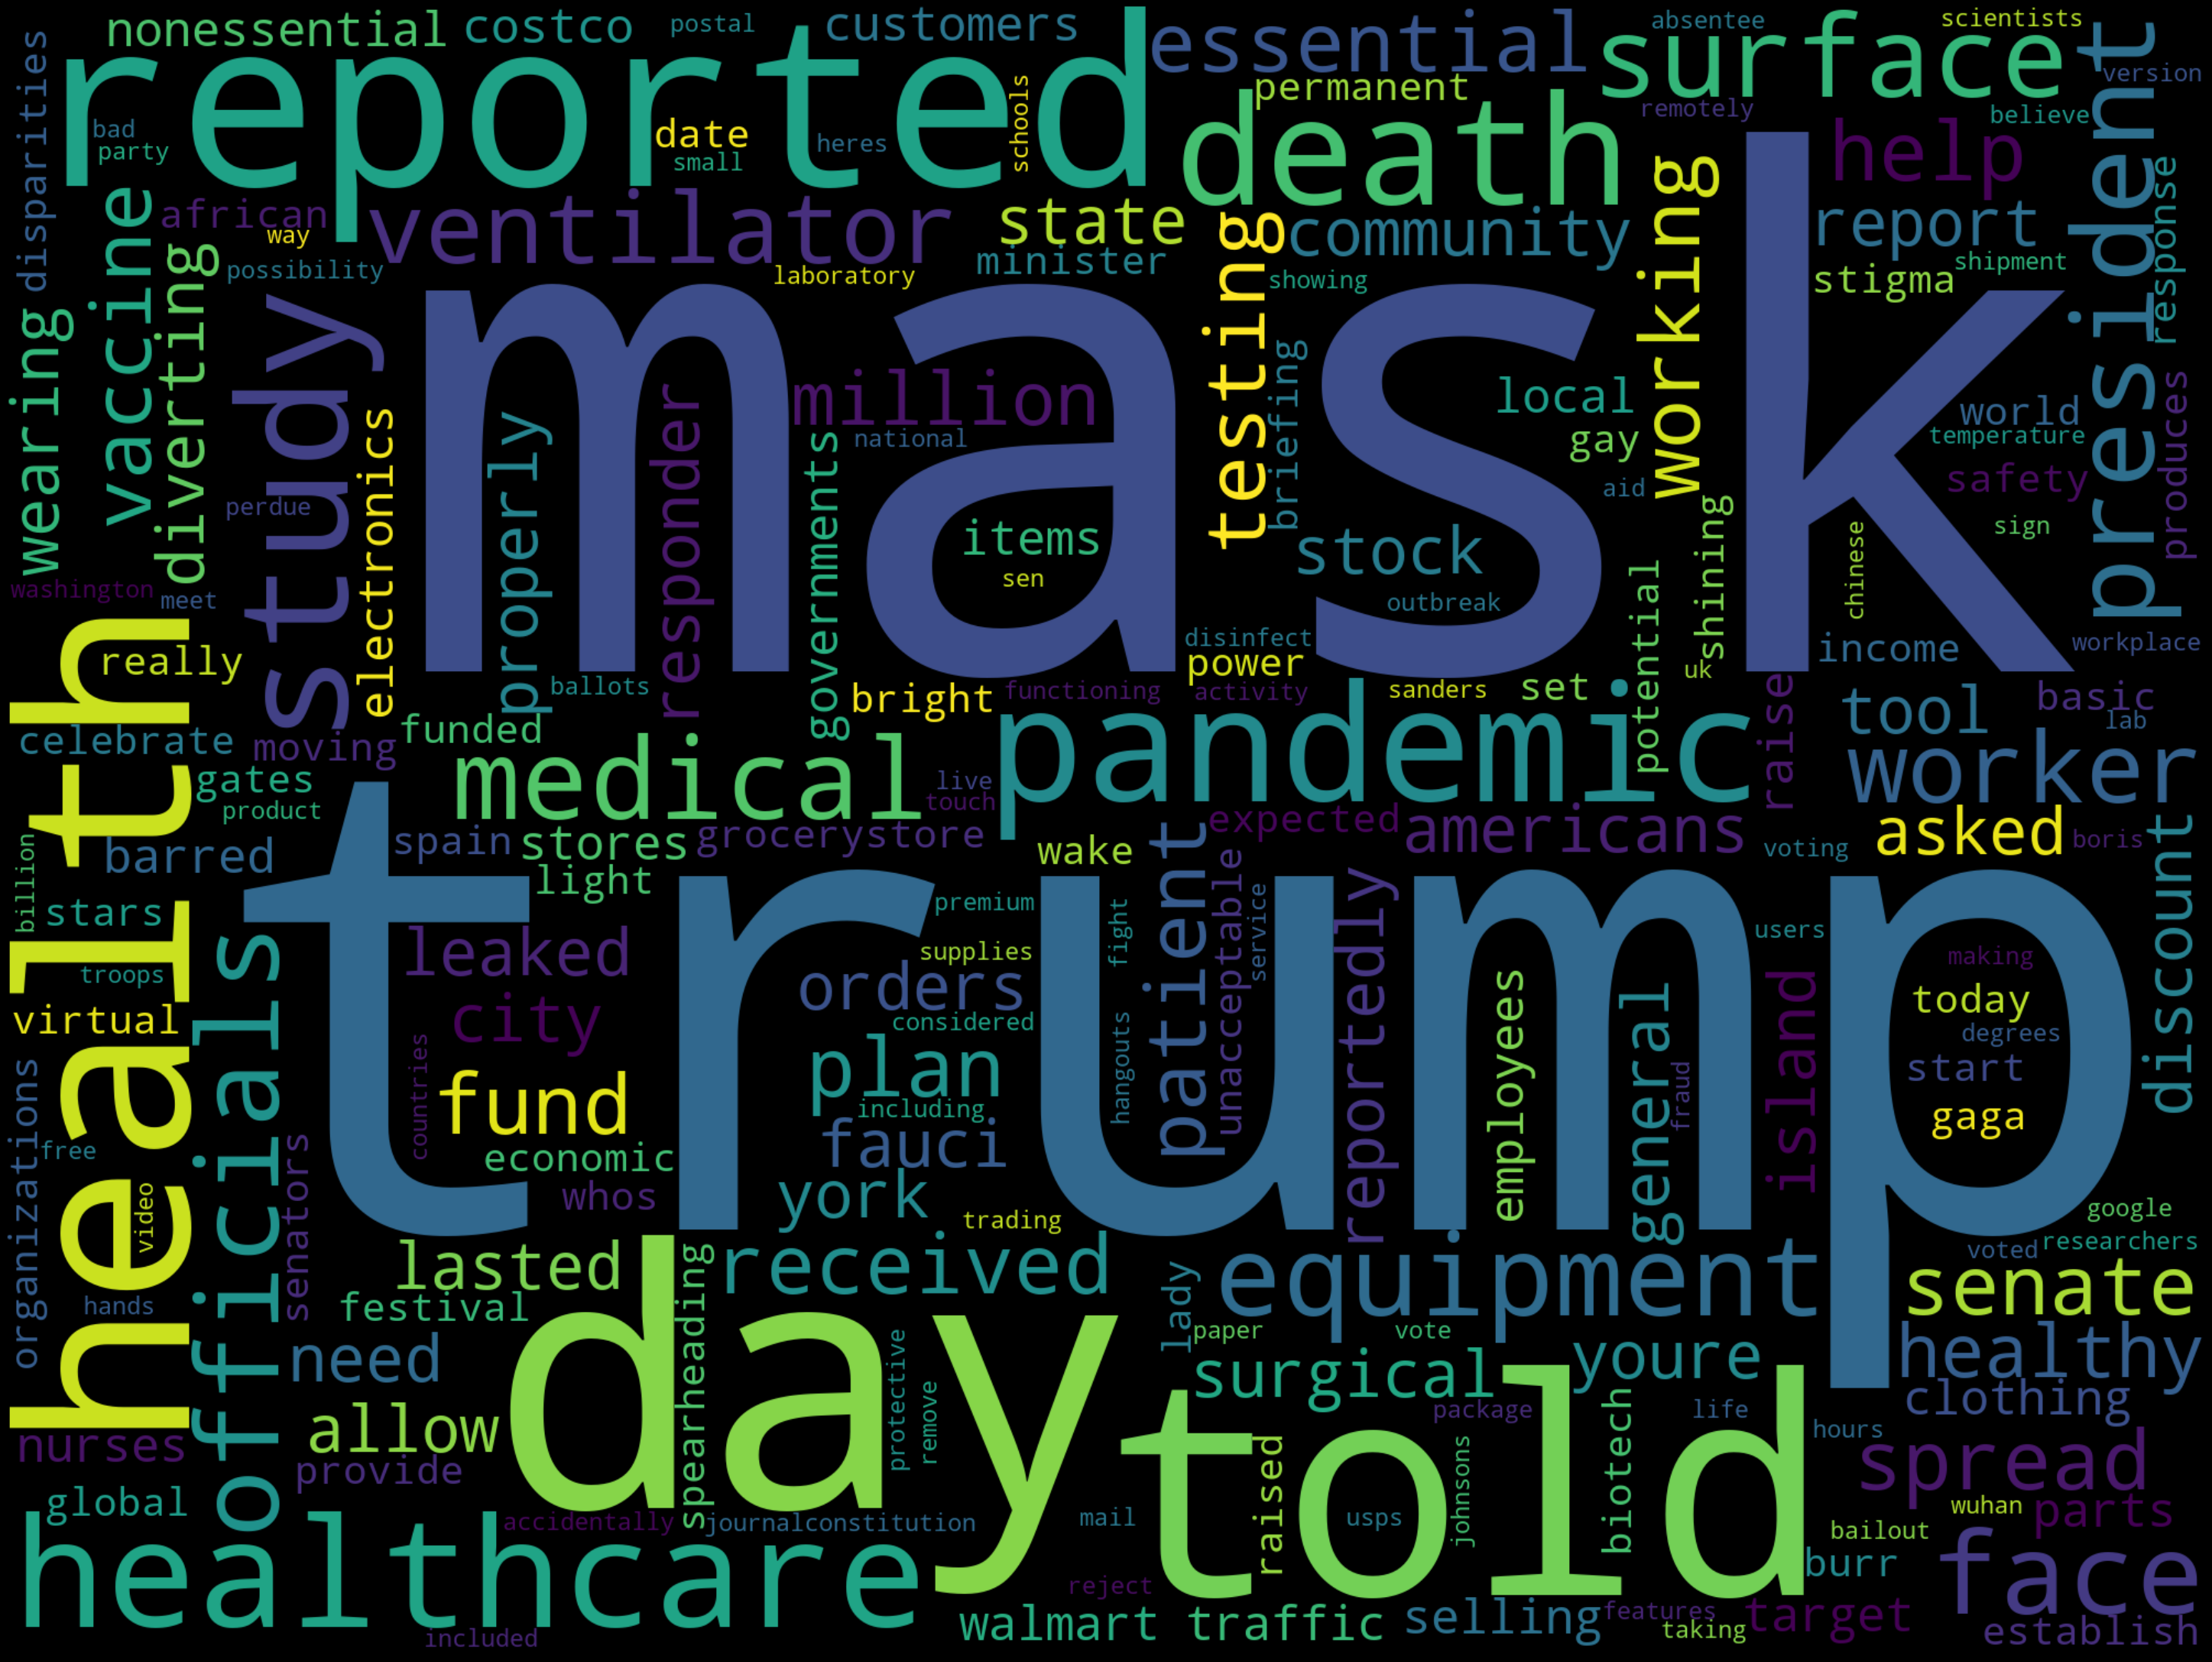 nonessential
costco
postal
customers
essential
surface
absentee
scientists
president
version
disparities
reported
bad
party
date
small
heres
schools
permanent
death
remotely
believe
help
mask
working
response
vaccine
african
way
possibility
ventilator
laboratory
state
minister
testing
community
showing
report
stigma
shipment
wearing
diverting
study
electronics
properly
responder
million
national
governments
briefing
local
gay
aid
world
temperature
safety
produces
perdue
items
sen
stock
outbreak
potential
shining
chinese
sign
washington
meet
health
really
ballots
disinfect
power
uk
income
workplace
celebrate
moving
funded
bright
functioning
activity
sanders
set
pandemic
raise
tool
basic
lab
gates
product
medical
live
touch
worker
billion
barred
spain
stores
grocerystore
expected
americans
asked
boris
discount
light
wake
voting
stars
trump
premium
users
troops
leaked
supplies
fight
patient
unacceptable
service
reportedly
making
virtual
officials
city
orders
considered
employees
general
island
today
degrees
organizations
countries
fund
plan
including
hangouts
fraud
start
gaga
free
senators
economic
fauci
video
whos
york
trading
google
voted
researchers
lasted
received
equipment
senate
hands
festival
day
spearheading
lady
paper
vote
need
protective
remove
surgical
youre
healthy
allow
told
package
biotech
life
clothing
nurses
provide
raised
johnsons
hours
spread
global
accidentally
journalconstitution
mail
usps
wuhan
parts
healthcare
bailout
reject
burr
face
included
walmart
traffic
selling
features
taking
target
establish